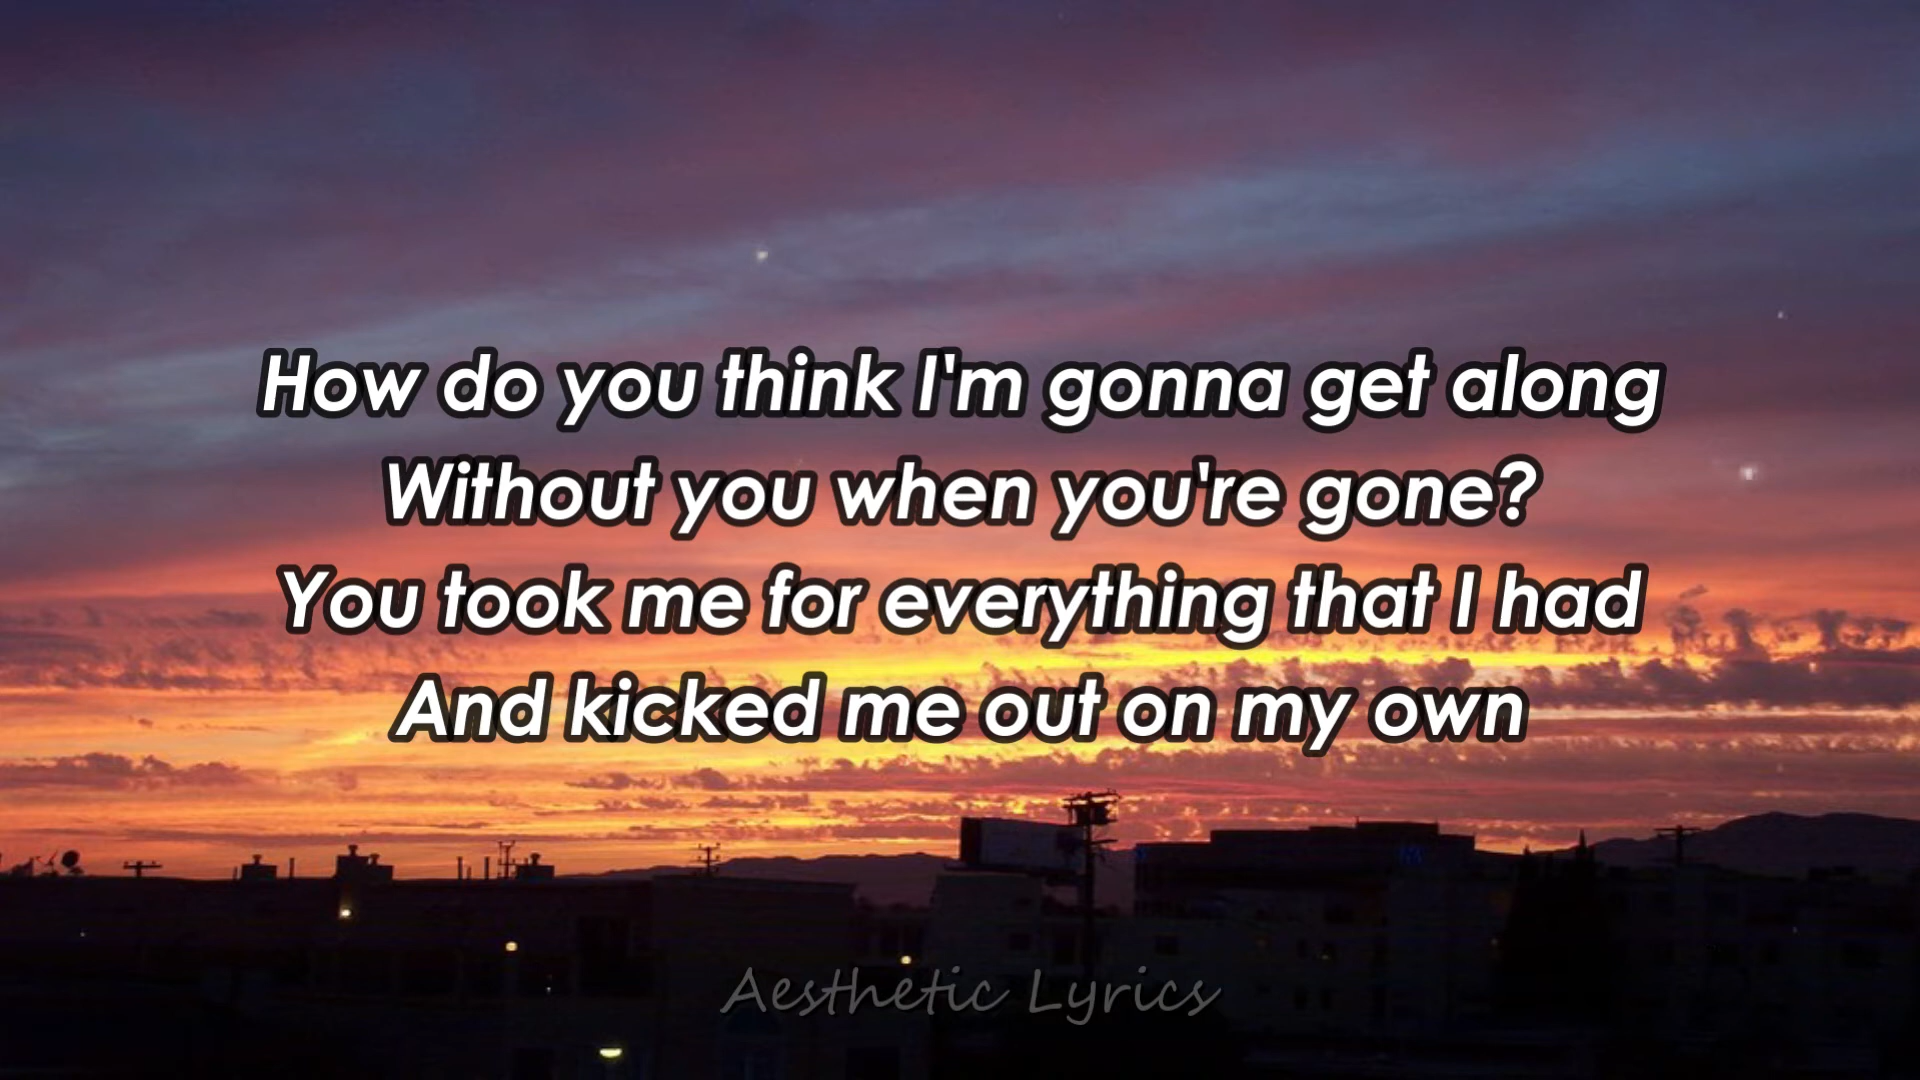 How do you think I'm gonna get along
Without you when you're gone?
You took me for everything that I had
And kicked me out on my own
Aesthetic Lyrics